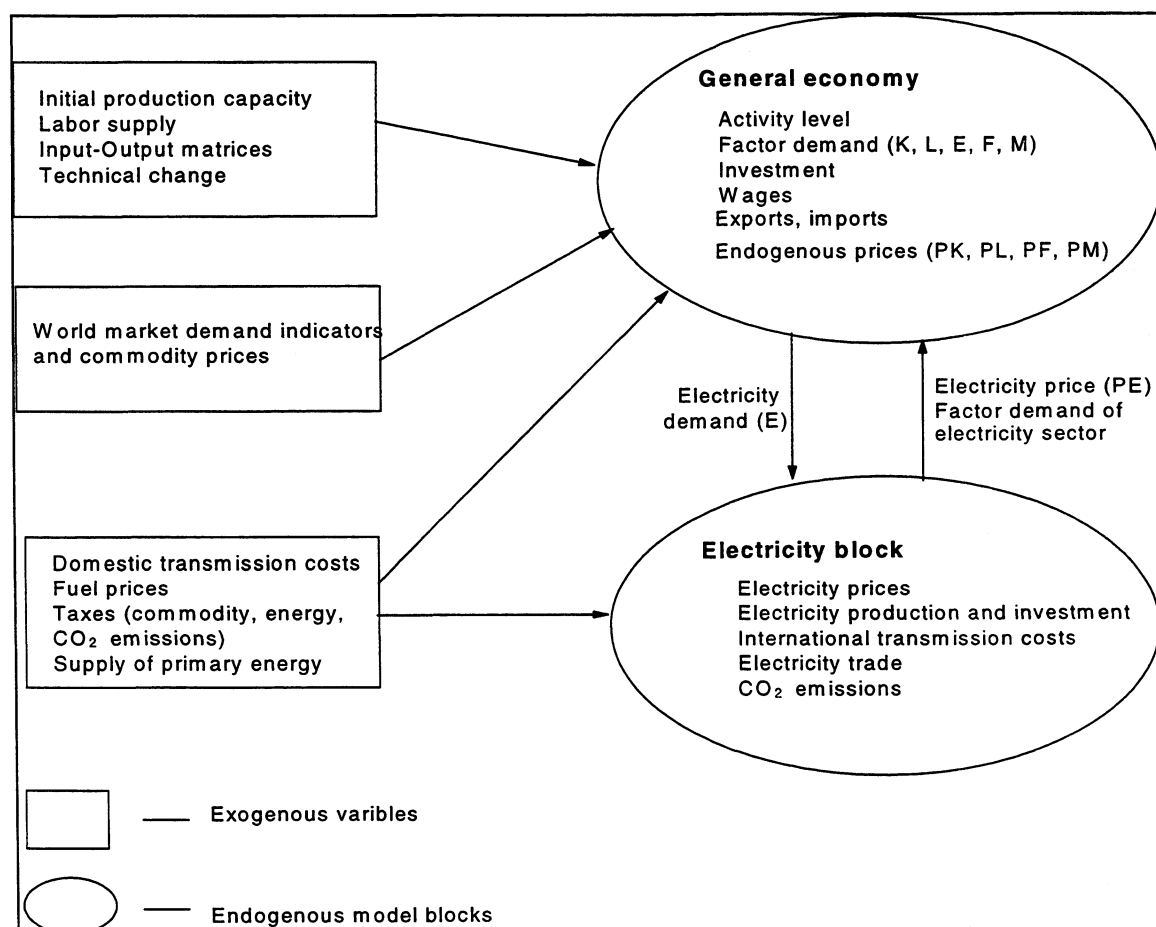 Initial production capacity
Labor supply
Input-Output matrices
Technical change
General economy
Activity level
Factor demand (K, L, E, F, M)
Investment
Wages
Exports, imports
Endogenous prices (PK, PL, PF, PM)
World market demand indicators
and commodity prices
Electricity
demand (E)
Electricity price (PE)
Factor demand of
electricity sector
Domestic transmission costs
Fuel prices
Taxes (commodity, energy,
CO₂ emissions)
Supply of primary energy
Electricity block
Electricity prices
Electricity production and investment
International transmission costs
Electricity trade
CO₂ emissions
Exogenous varibles
Endogenous model blocks